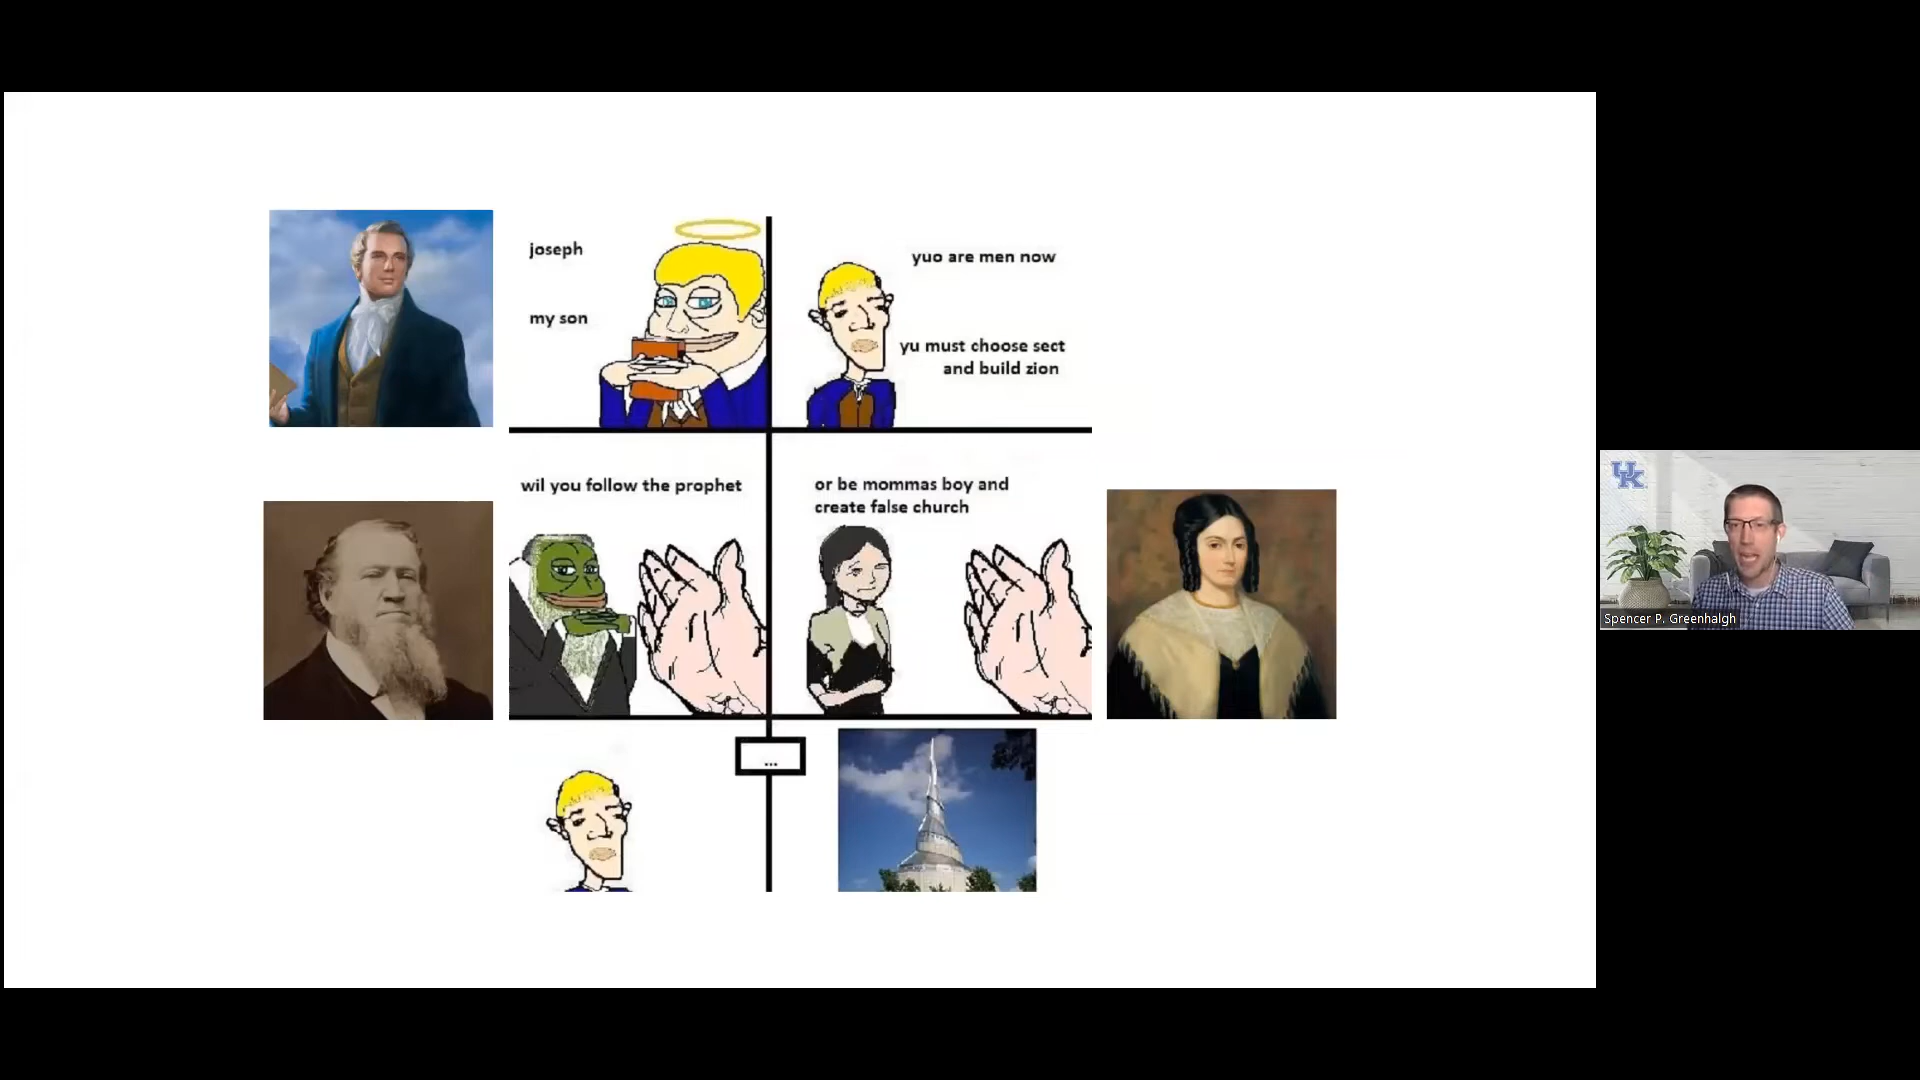 joseph
my son
yuo are men now
yu must choose sect
and build zion
wil you follow the prophet
or be mommas boy and
create false church
...
UK
Spencer P. Greenhalgh